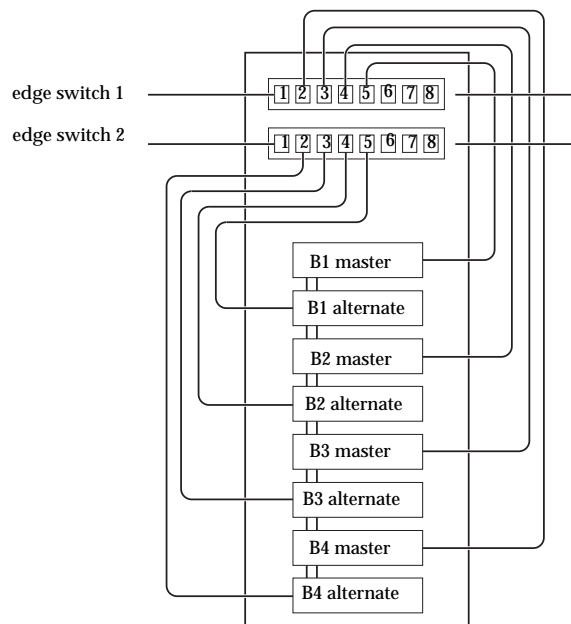 edge switch 1
1 2 3 4 5 6 7 8
edge switch 2
1 2 3 4 5 6 7 8
B1 master
B1 alternate
B2 master
B2 alternate
B3 master
B3 alternate
B4 master
B4 alternate